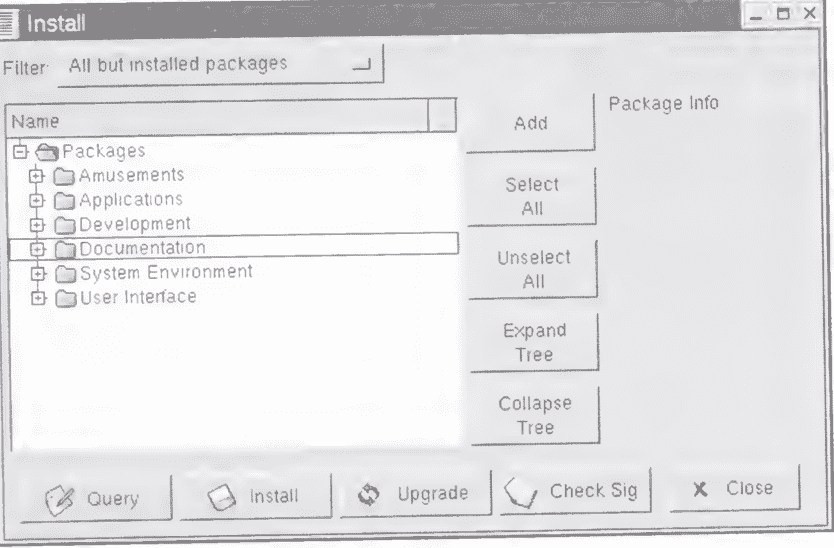 Install
Filter: All but installed packages
Name
Packages
Amusements
Applications
Development
Documentation
System Environment
User Interface
Add
Select
All
Unselect
All
Expand
Tree
Collapse
Tree
Package Info
Query
Install
Upgrade
Check Sig
Close